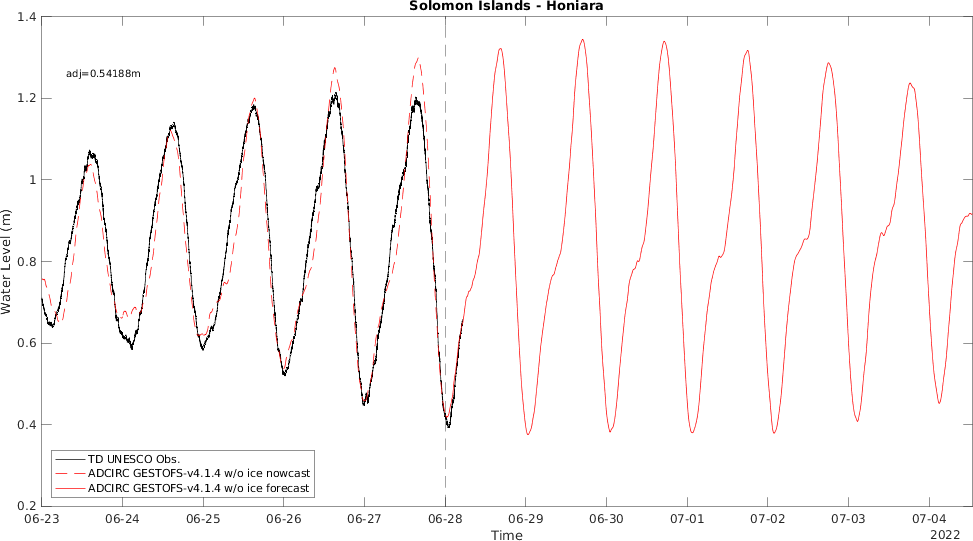 Solomon Islands - Honiara
1.4
adj=0.54188m
1.2
1
0.8
0.6
0.4
0.2
Water Level (m)
TD UNESCO Obs.
ADCIRC GESTOFS-v4.1.4 w/o ice nowcast
ADCIRC GESTOFS-v4.1.4 w/o ice forecast
06-23 06-24 06-25 06-26 06-27 06-28 06-29 06-30 07-01 07-02 07-03 07-04
Time
2022